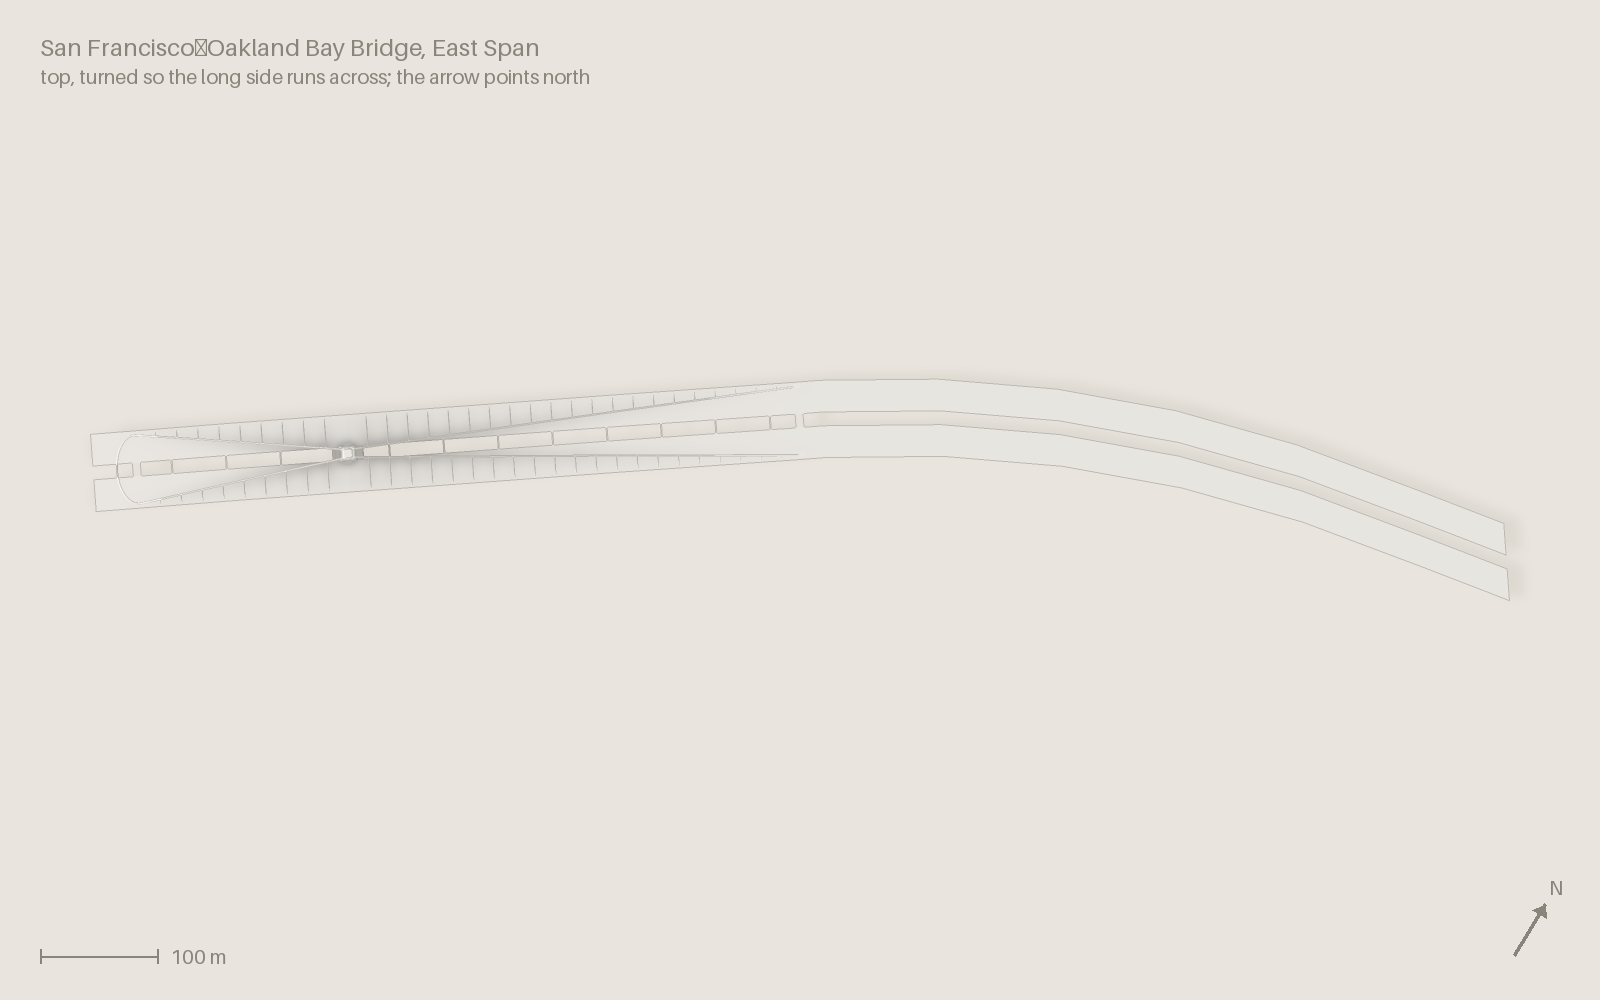 San Francisco〿Oakland Bay Bridge, East Span
top, turned so the long side runs across; the arrow points north
N
100 m